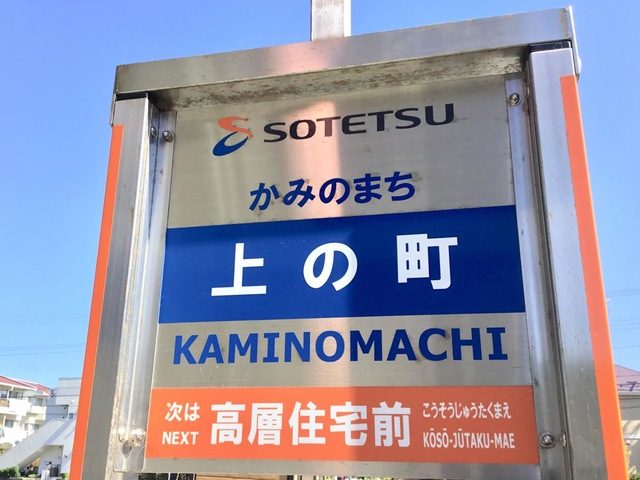 SOTETSU
かみのまち
上の町
KAMINOMACHI
次は 高層住宅前 こうそうじゅうたくまえ
NEXT KŌSŌ-JŪTAKU-MAE